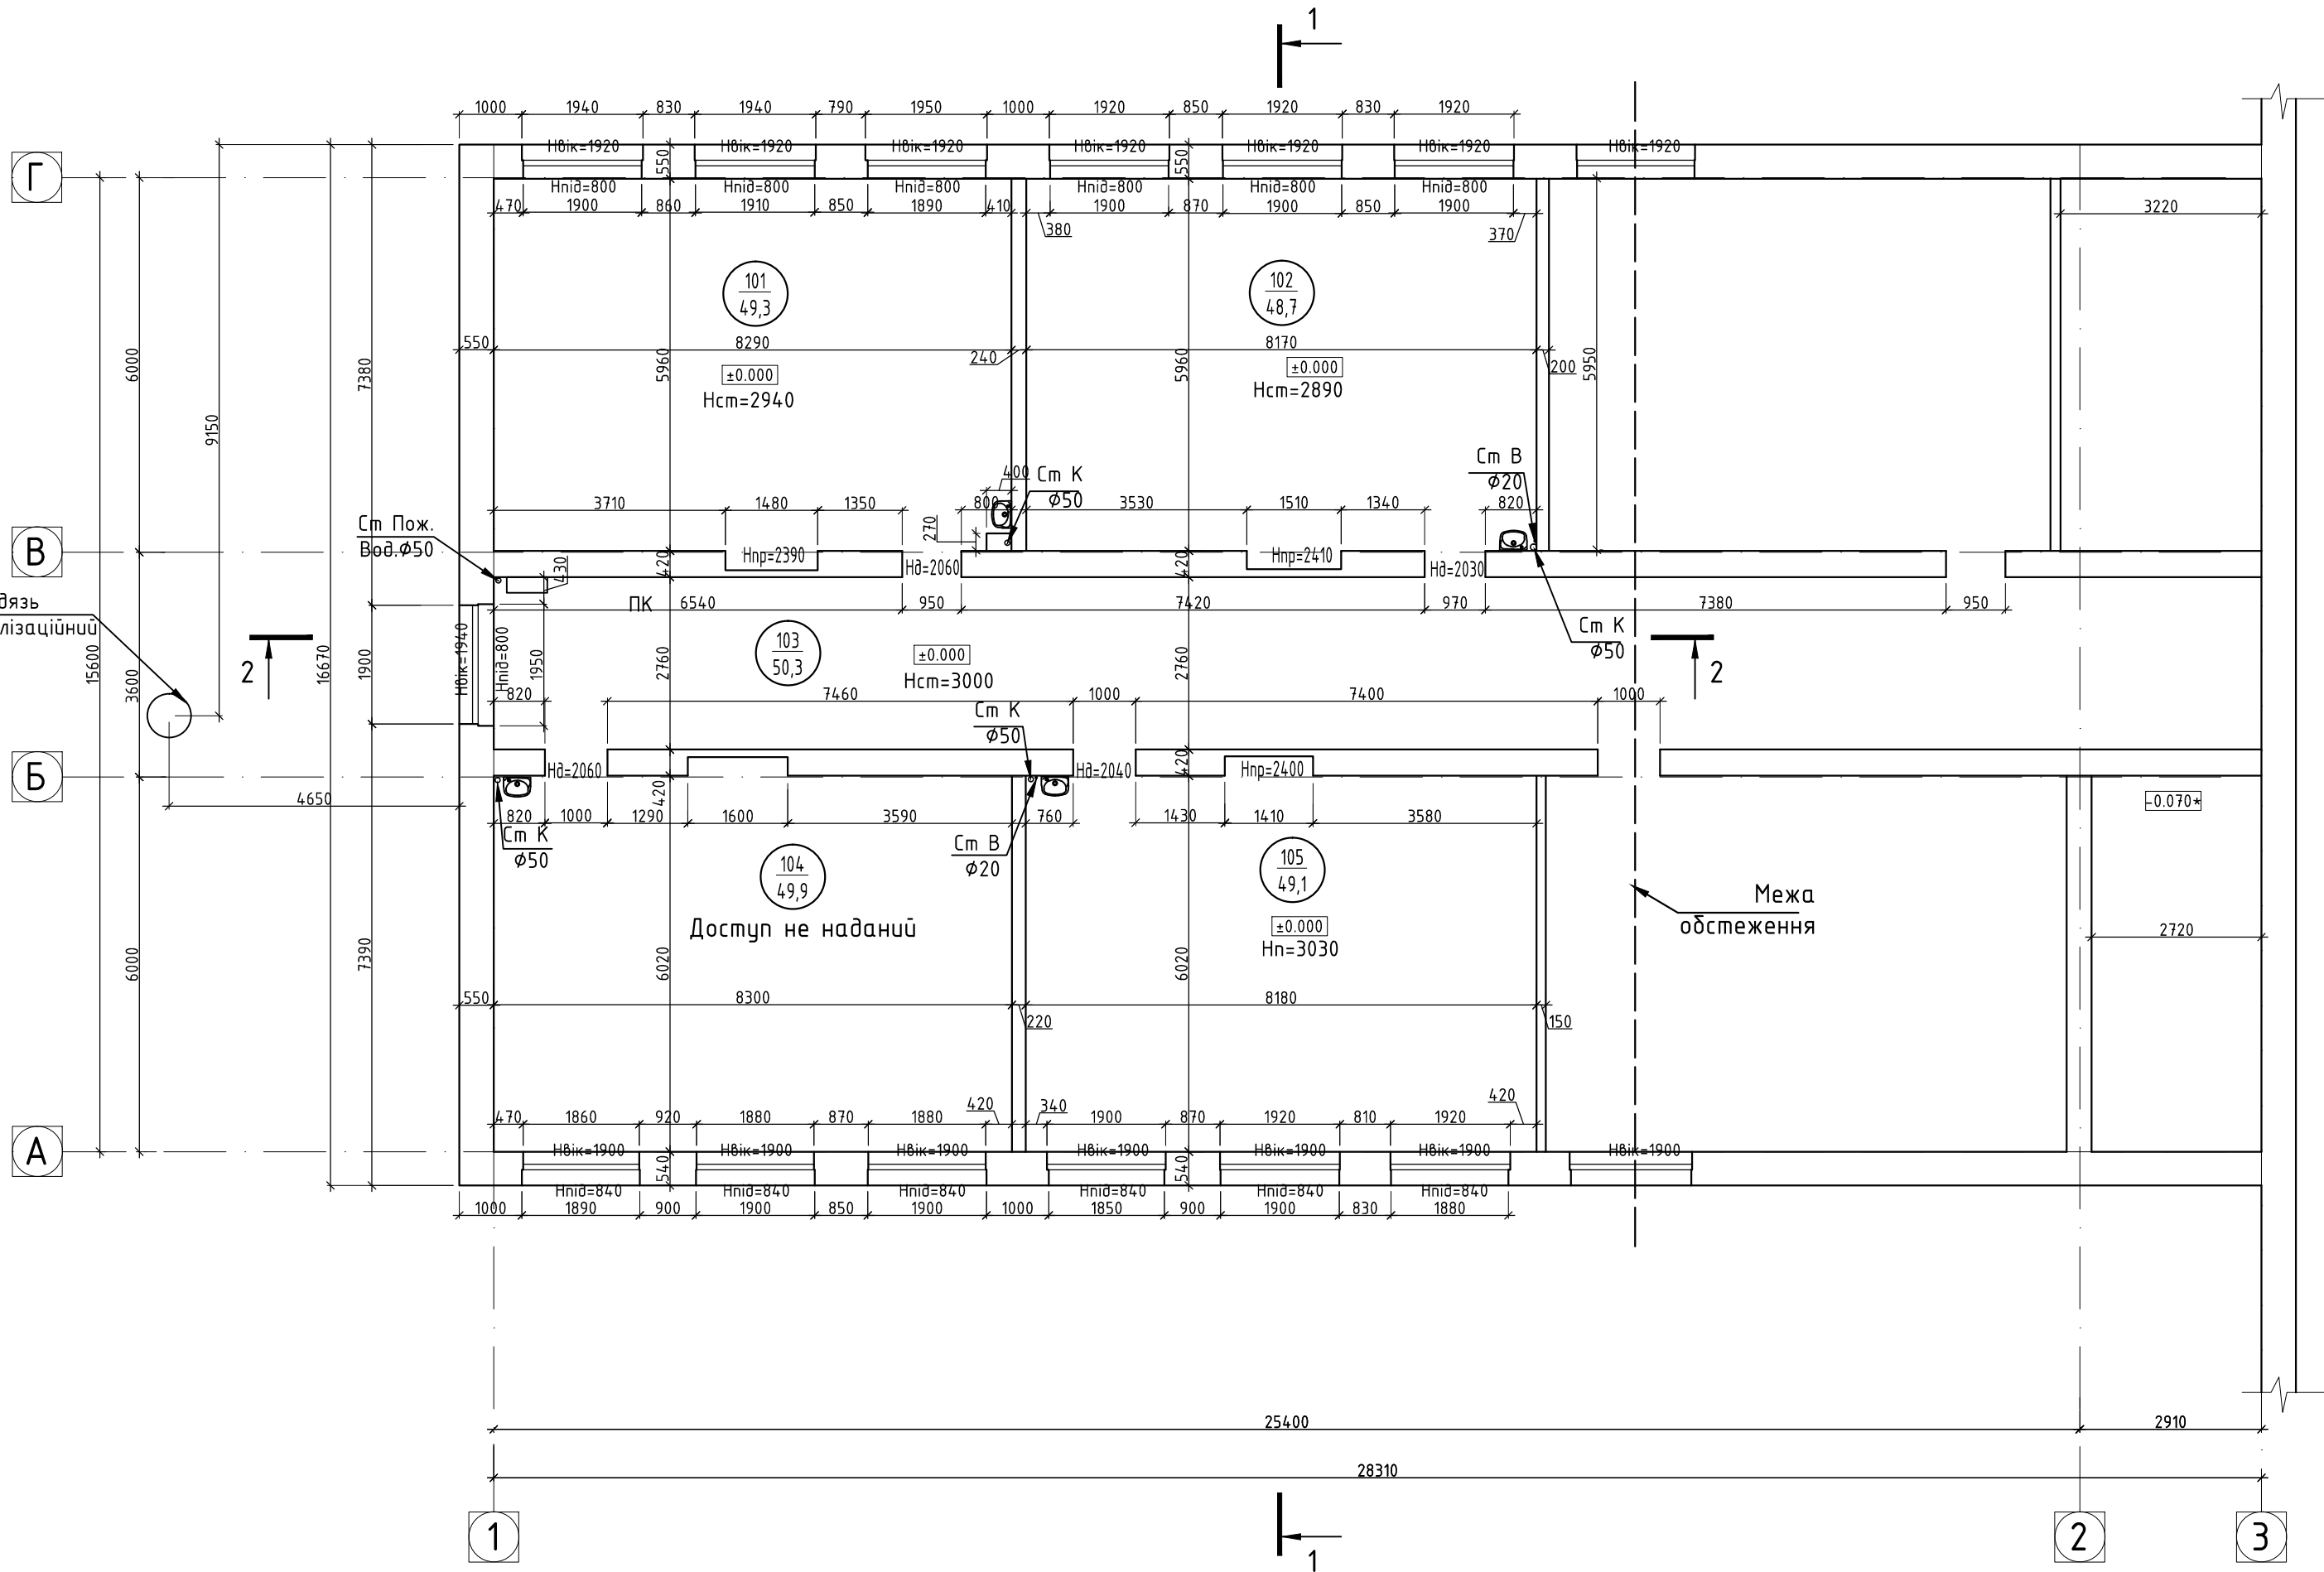 1
1000 1940 830 1940 790 1950 1000 1920 850 1920 830 1920
Нвік=1920 Нвік=1920 Нвік=1920 Нвік=1920 Нвік=1920 Нвік=1920 Нвік=1920
550 550
Г
Нпід=800 Нпід=800 Нпід=800 Нпід=800 Нпід=800 Нпід=800
470 1900 860 1910 850 1890 410 1900 870 1900 850 1900 3220
380 370
101 102
49,3 48,7
550 8290 240 8170 200
6000 7380 5960 5960 5950
±0.000 ±0.000
Нст=2940 Нст=2890
9150
400 Ст К Ст В
Ø50 Ø20
3710 1480 1350 800 3530 1510 1340 820
Ст Пож.
Вод.Ø50
270
В
420 Нпр=2390 Нд=2060 420 Нпр=2410 Нд=2030
430
дязь
лізаційний
ПК 6540 950 7420 970 7380 950
Ст К
Ø50
103
50,3
±0.000
Нст=3000
15600 3600 16670 1900 Нвік=1940 Нпід=800 1950 2760 2760
2 2
820 7460 1000 7400 1000
Ст К
Ø50
Б
Нд=2060 420 Нд=2040 420 Нпр=2400
4650
820 1000 1290 1600 3590 760 1430 1410 3580
-0.070*
Ст К
Ø50
Ст В
Ø20
104 105
49,9 49,1
Доступ не наданий
±0.000
Нп=3030
Межа
обстеження
2720
6000 7390 6020 6020
550 8300 220 8180 150
420 340 420
470 1860 920 1880 870 1880 1900 870 1920 810 1920
А
Нвік=1900 Нвік=1900 Нвік=1900 Нвік=1900 Нвік=1900 Нвік=1900 Нвік=1900
540 540
Нпід=840 Нпід=840 Нпід=840 Нпід=840 Нпід=840 Нпід=840
1000 1890 900 1900 850 1900 1000 1850 900 1900 830 1880
25400 2910
28310
1 2 3
1